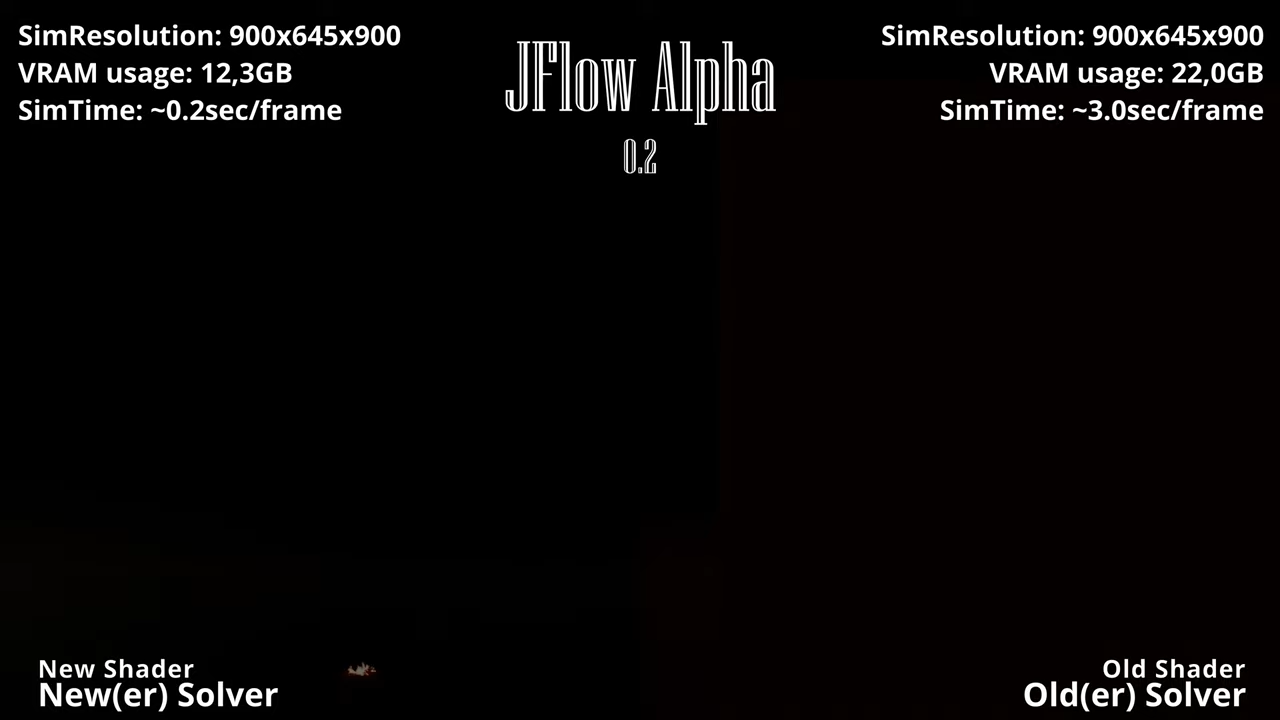 SimResolution: 900x645x900
VRAM usage: 12,3GB
SimTime: ~0.2sec/frame
JFlow Alpha
0.2
SimResolution: 900x645x900
VRAM usage: 22,0GB
SimTime: ~3.0sec/frame
New Shader
New(er) Solver
Old Shader
Old(er) Solver